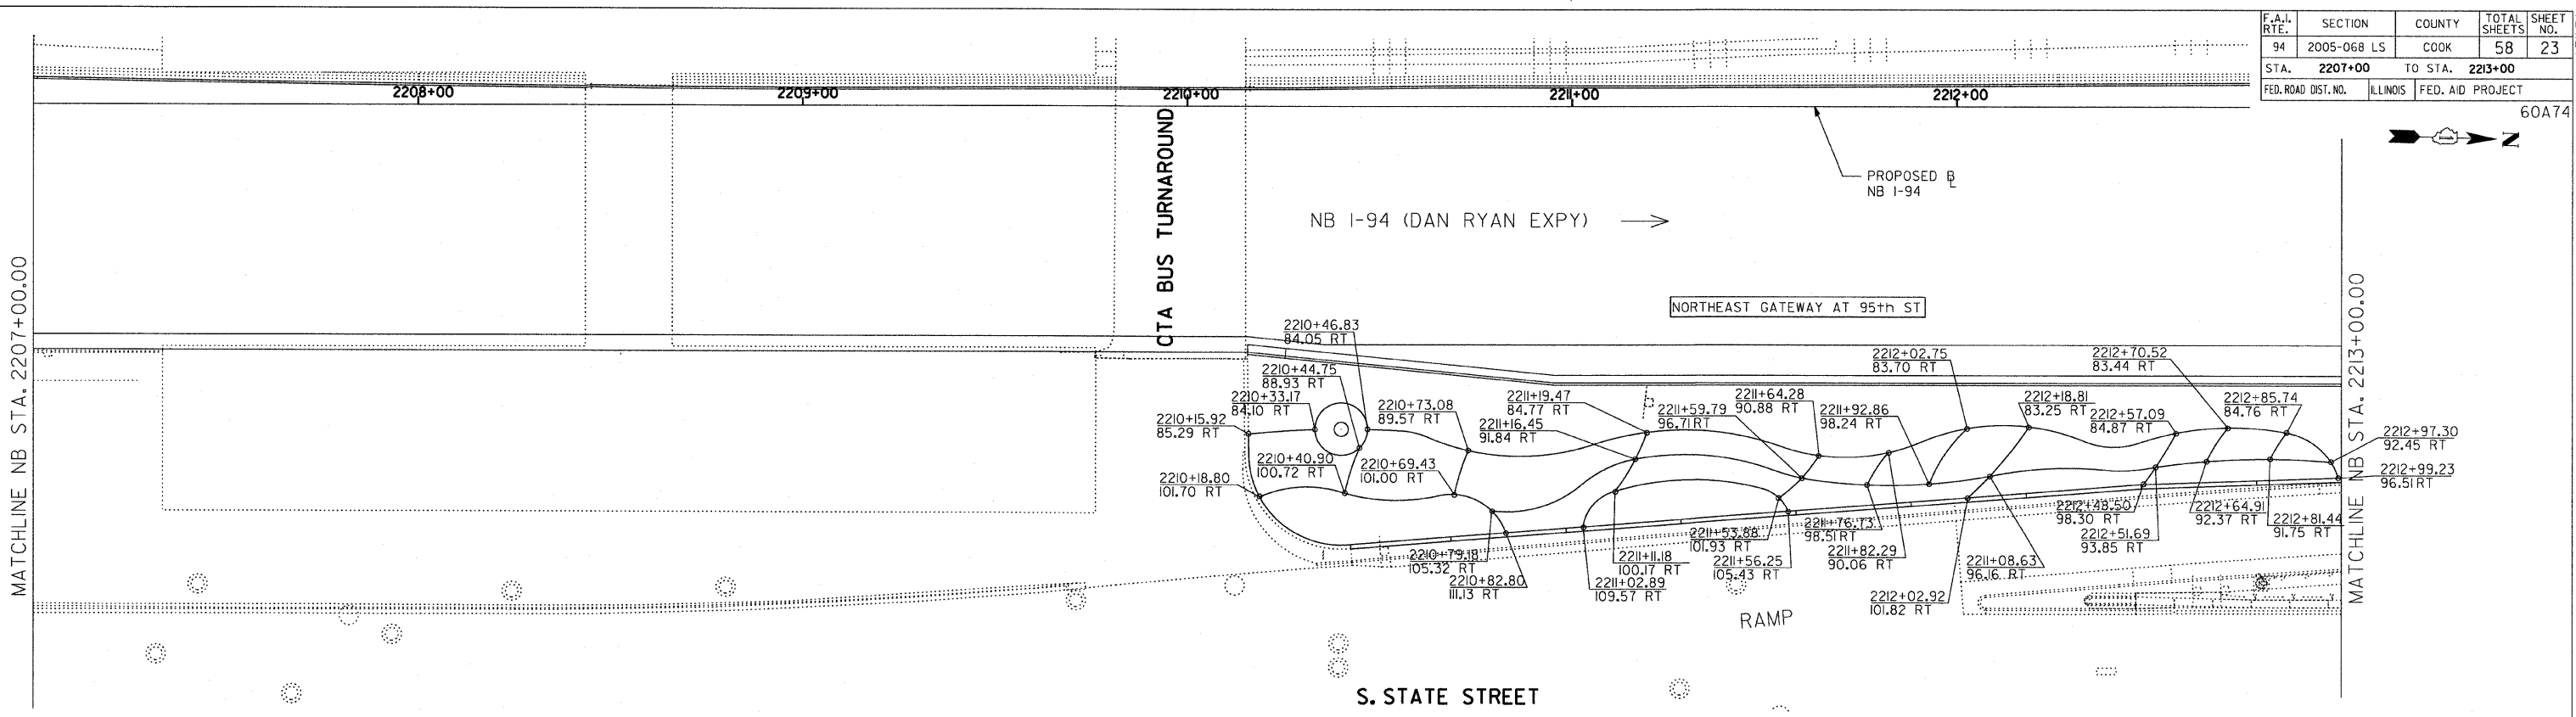 F.A.I. RTE. SECTION COUNTY TOTAL SHEETS SHEET NO.
94 2005-068 LS COOK 58 23
STA. 2207+00 TO STA. 2213+00
FED. ROAD DIST. NO. ILLINOIS FED. AID PROJECT
60A74
N
2208+00 2209+00 2210+00 2211+00 2212+00
PROPOSED BL
NB I-94
CTA BUS TURNAROUND
NB I-94 (DAN RYAN EXPY)
MATCHLINE NB STA. 2207+00.00
MATCHLINE NB STA. 2213+00.00
NORTHEAST GATEWAY AT 95th ST
2210+46.83
84.05 RT
2210+44.75
88.93 RT
2210+33.17
84.10 RT
2210+15.92
85.29 RT
2210+73.08
89.57 RT
2211+19.47
84.77 RT
2211+16.45
91.84 RT
2211+59.79
96.71 RT
2211+64.28
90.88 RT
2211+92.86
98.24 RT
2212+02.75
83.70 RT
2212+18.81
83.25 RT
2212+70.52
83.44 RT
2212+57.09
84.87 RT
2212+85.74
84.76 RT
2212+97.30
92.45 RT
2212+99.23
96.51 RT
2210+18.80
101.70 RT
2210+40.90
100.72 RT
2210+69.43
101.00 RT
2210+79.18
105.32 RT
2210+82.80
111.13 RT
2211+02.89
109.57 RT
2211+11.18
100.17 RT
2211+53.88
101.93 RT
2211+56.25
105.43 RT
2211+76.73
98.51 RT
2211+82.29
90.06 RT
2212+02.92
101.82 RT
2211+08.63
96.16 RT
2212+48.50
98.30 RT
2212+51.69
93.85 RT
2212+64.91
92.37 RT
2212+81.44
91.75 RT
RAMP
S. STATE STREET